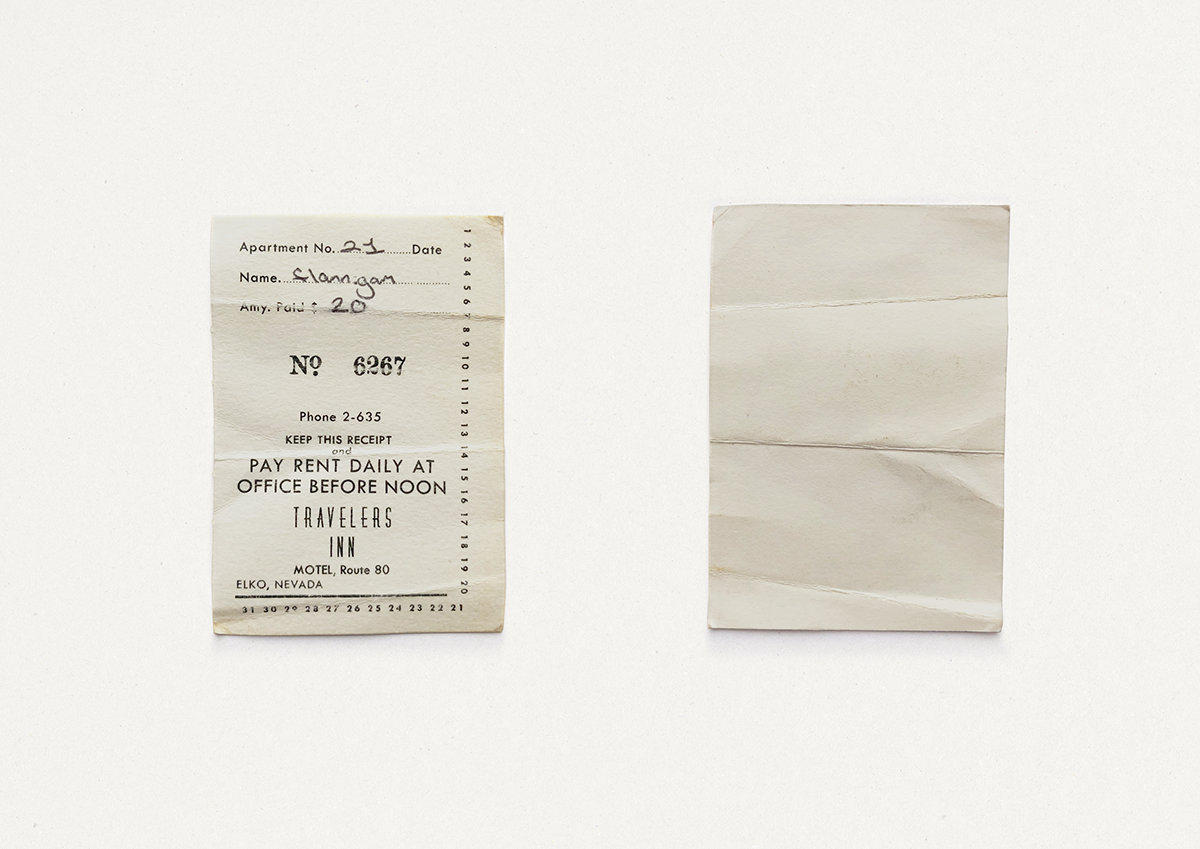 Apartment No. 21 Date
Name. Clannigan
Amy. Paid $ 20
Nº 6267
Phone 2-635
KEEP THIS RECEIPT
and
PAY RENT DAILY AT
OFFICE BEFORE NOON
TRAVELERS
INN
MOTEL, Route 80
ELKO, NEVADA
1 2 3 4 5 6 7 8 9 10 11 12 13 14 15 16 17 18 19 20
31 30 29 28 27 26 25 24 23 22 21